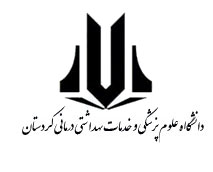 دانشگاه علوم پزشکی و خدمات بهداشتی درمانی کردستان